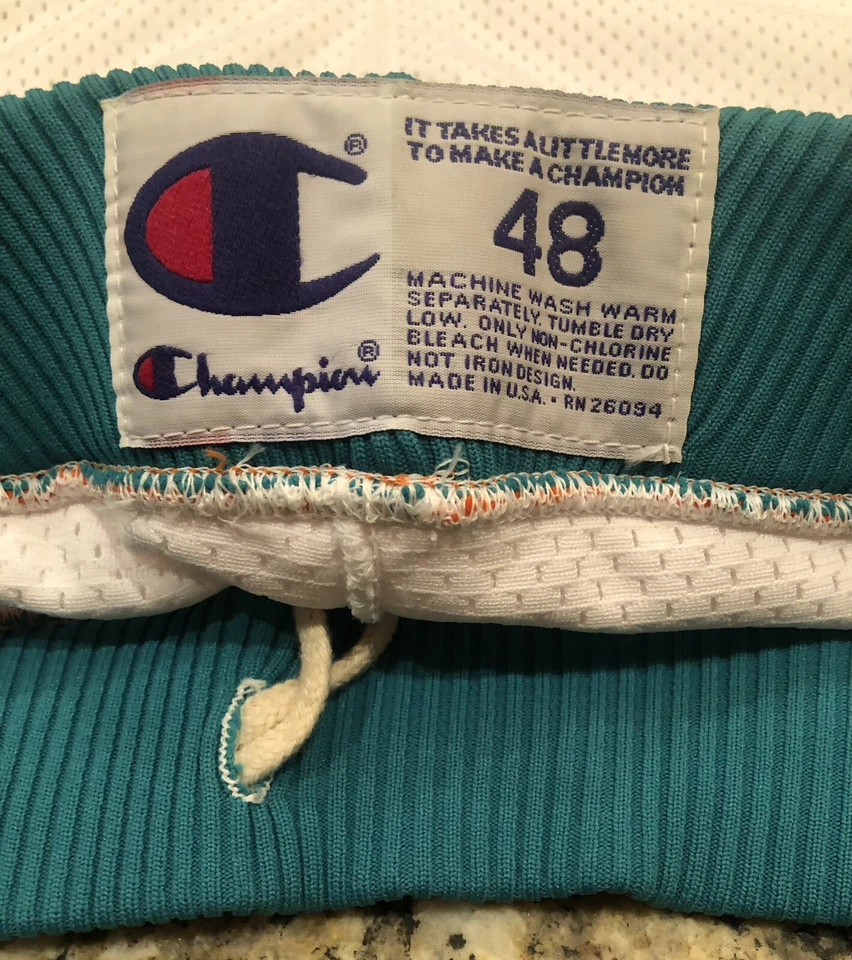 ®
Champion®
IT TAKES A LITTLE MORE
TO MAKE A CHAMPION
48
MACHINE WASH WARM
SEPARATELY. TUMBLE DRY
LOW. ONLY NON-CHLORINE
BLEACH WHEN NEEDED. DO
NOT IRON DESIGN.
MADE IN U.S.A. • RN 26094